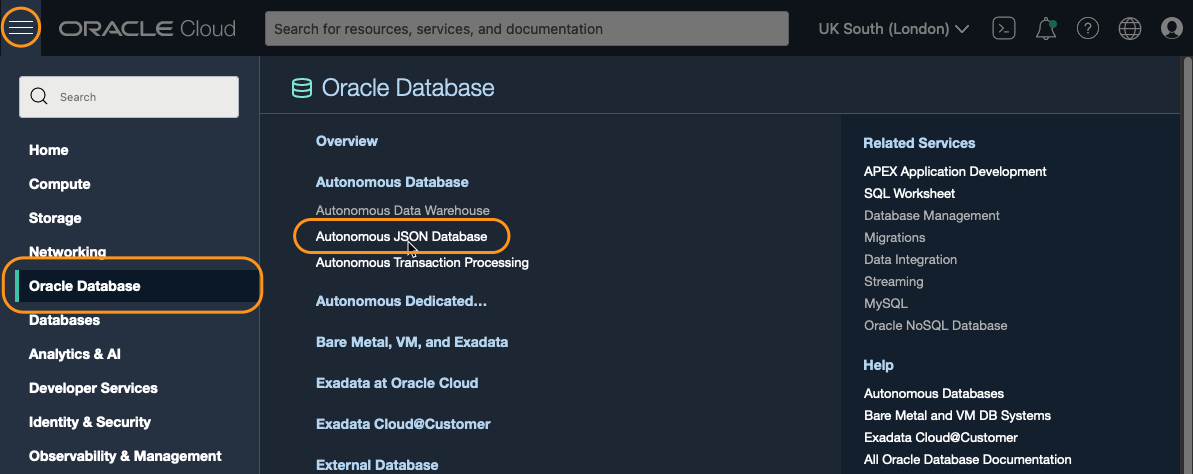 ORACLE Cloud
Search for resources, services, and documentation
UK South (London)
Search
Home
Compute
Storage
Networking
Oracle Database
Databases
Analytics & AI
Developer Services
Identity & Security
Observability & Management
Oracle Database
Overview
Autonomous Database
Autonomous Data Warehouse
Autonomous JSON Database
Autonomous Transaction Processing
Autonomous Dedicated...
Bare Metal, VM, and Exadata
Exadata at Oracle Cloud
Exadata Cloud@Customer
External Database
Related Services
APEX Application Development
SQL Worksheet
Database Management
Migrations
Data Integration
Streaming
MySQL
Oracle NoSQL Database
Help
Autonomous Databases
Bare Metal and VM DB Systems
Exadata Cloud@Customer
All Oracle Database Documentation